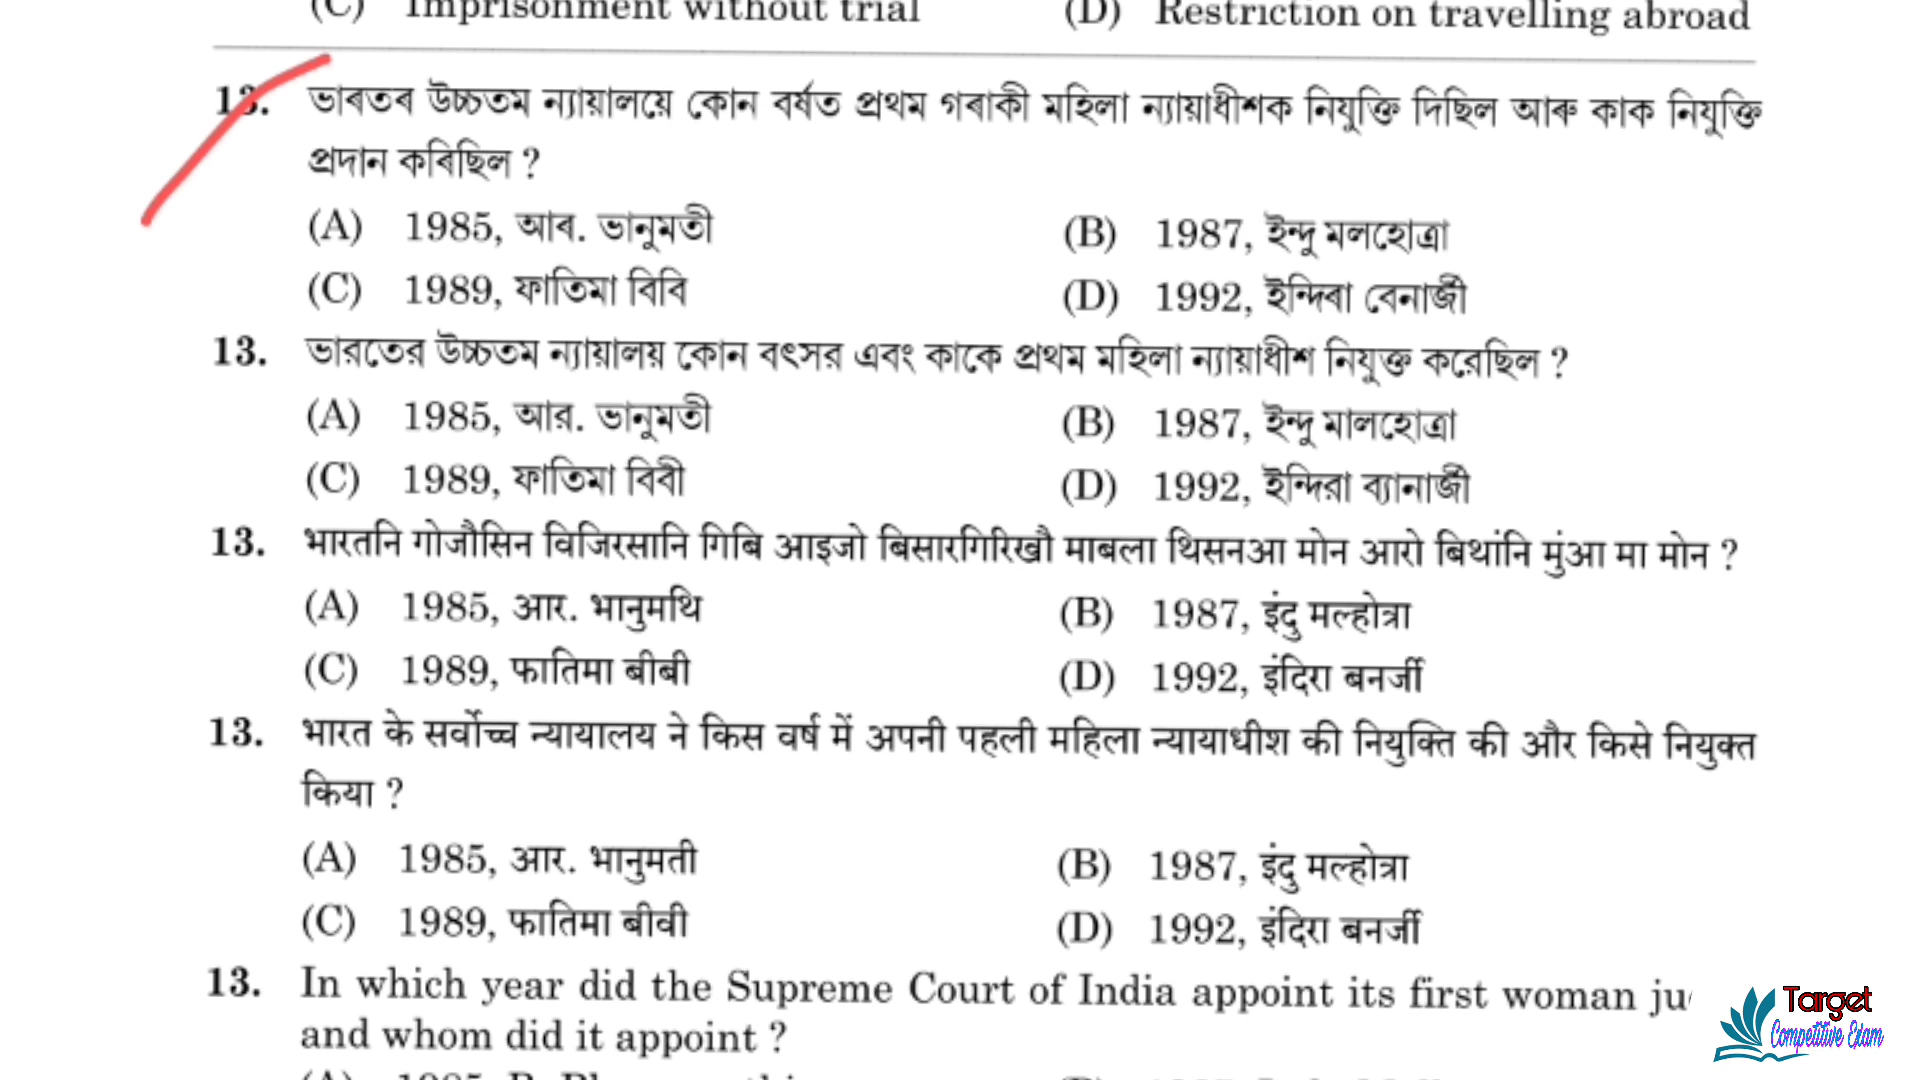 (C) Imprisonment without trial (D) Restriction on travelling abroad
13. ভাৰতৰ উচ্চতম ন্যায়ালয়ে কোন বৰ্ষত প্ৰথম গৰাকী মহিলা ন্যায়াধীশক নিযুক্তি দিছিল আৰু কাক নিযুক্তি
প্ৰদান কৰিছিল ?
(A) 1985, আৰ. ভানুমতী (B) 1987, ইন্দু মলহোত্ৰা
(C) 1989, ফাতিমা বিবি (D) 1992, ইন্দিৰা বেনাৰ্জী
13. ভারতের উচ্চতম ন্যায়ালয় কোন বৎসর এবং কাকে প্রথম মহিলা ন্যায়াধীশ নিযুক্ত করেছিল ?
(A) 1985, আর. ভানুমতী (B) 1987, ইন্দু মালহোত্রা
(C) 1989, ফাতিমা বিবী (D) 1992, ইন্দিরা ব্যানার্জী
13. भारतनि गोजौसिन बिजिरसानि गिबि आइजो बिसारगिरिखौ माबला थिसनआ मोन आरो बिथांनि मुंआ मा मोन ?
(A) 1985, आर. भानुमथि (B) 1987, इंदु मल्होत्रा
(C) 1989, फातिमा बीबी (D) 1992, इंदिरा बनर्जी
13. भारत के सर्वोच्च न्यायालय ने किस वर्ष में अपनी पहली महिला न्यायाधीश की नियुक्ति की और किसे नियुक्त
किया ?
(A) 1985, आर. भानुमती (B) 1987, इंदु मल्होत्रा
(C) 1989, फातिमा बीवी (D) 1992, इंदिरा बनर्जी
13. In which year did the Supreme Court of India appoint its first woman ju
and whom did it appoint ?
Target
Competitive Exam